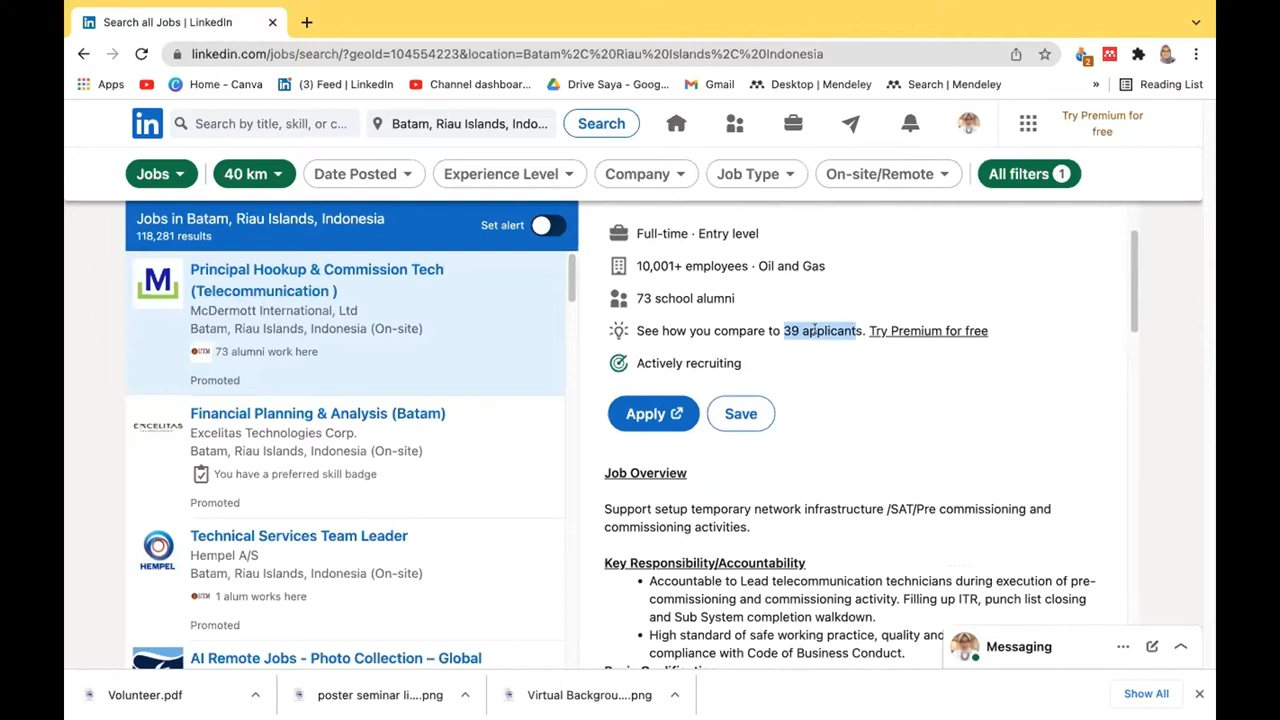 Search all Jobs | LinkedIn
linkedin.com/jobs/search/?geoId=104554223&location=Batam%2C%20Riau%20Islands%2C%20Indonesia
Apps
Home - Canva
(3) Feed | LinkedIn
Channel dashboar...
Drive Saya - Goog...
Gmail
Desktop | Mendeley
Search | Mendeley
»
Reading List
2
in
Search by title, skill, or c...
Batam, Riau Islands, Indo...
Search
Try Premium for
free
Jobs
40 km
Date Posted
Experience Level
Company
Job Type
On-site/Remote
All filters 1
Jobs in Batam, Riau Islands, Indonesia
118,281 results
Set alert
M
Principal Hookup & Commission Tech
(Telecommunication )
McDermott International, Ltd
Batam, Riau Islands, Indonesia (On-site)
UTM 73 alumni work here
Promoted
EXCELITAS
Financial Planning & Analysis (Batam)
Excelitas Technologies Corp.
Batam, Riau Islands, Indonesia (On-site)
You have a preferred skill badge
Promoted
HEMPEL
Technical Services Team Leader
Hempel A/S
Batam, Riau Islands, Indonesia (On-site)
UTM 1 alum works here
Promoted
AI Remote Jobs - Photo Collection – Global
Full-time · Entry level
10,001+ employees · Oil and Gas
73 school alumni
See how you compare to 39 applicants. Try Premium for free
Actively recruiting
Apply
Save
Job Overview
Support setup temporary network infrastructure /SAT/Pre commissioning and
commissioning activities.
Key Responsibility/Accountability
• Accountable to Lead telecommunication technicians during execution of pre-
commissioning and commissioning activity. Filling up ITR, punch list closing
and Sub System completion walkdown.
• High standard of safe working practice, quality and
compliance with Code of Business Conduct.
Messaging
Volunteer.pdf
poster seminar li....png
Virtual Backgrou....png
Show All